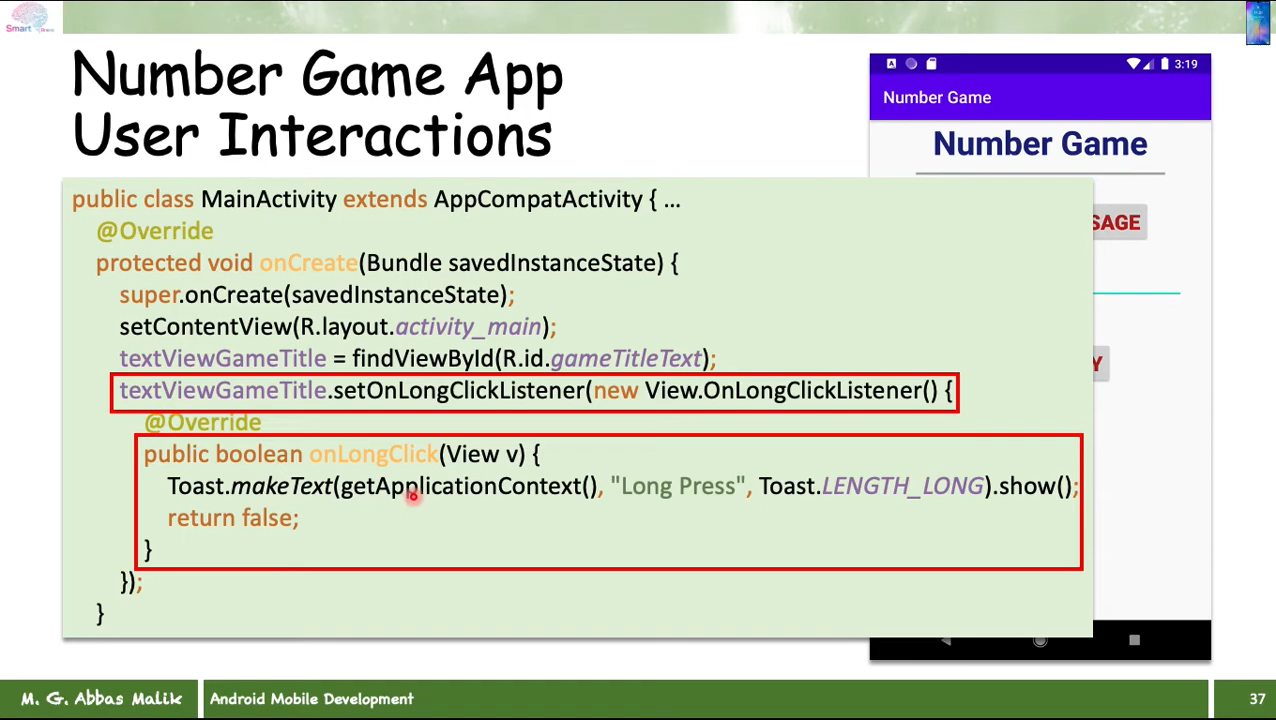 Smart
Number Game App
User Interactions
3:19
Number Game
Number Game
SAGE
Y
public class MainActivity extends AppCompatActivity { ...
@Override
protected void onCreate(Bundle savedInstanceState) {
super.onCreate(savedInstanceState);
setContentView(R.layout.activity_main);
textViewGameTitle = findViewById(R.id.gameTitleText);
textViewGameTitle.setOnLongClickListener(new View.OnLongClickListener() {
@Override
public boolean onLongClick(View v) {
Toast.makeText(getApplicationContext(), "Long Press", Toast.LENGTH_LONG).show();
return false;
}
});
}
M. G. Abbas Malik
Android Mobile Development
37